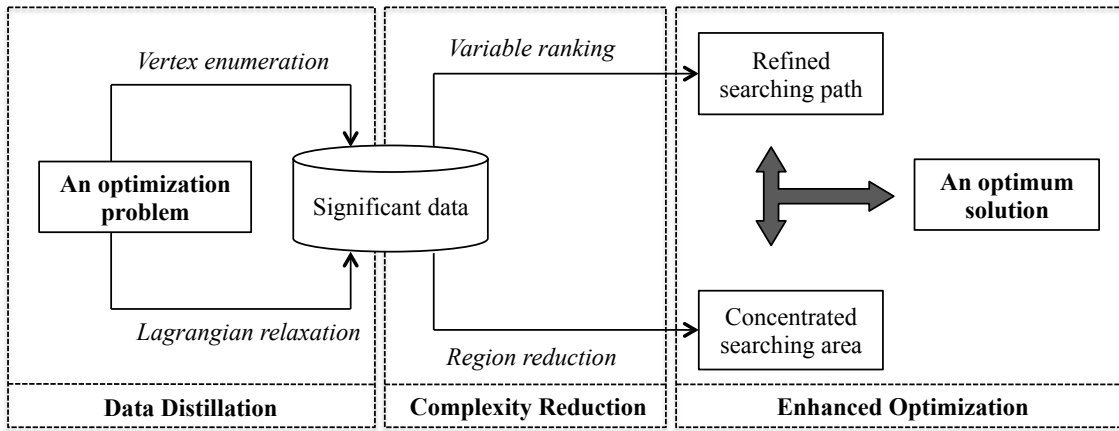 Vertex enumeration
An optimization
problem
Lagrangian relaxation
Significant data
Data Distillation
Variable ranking
Region reduction
Complexity Reduction
Refined
searching path
An optimum
solution
Concentrated
searching area
Enhanced Optimization